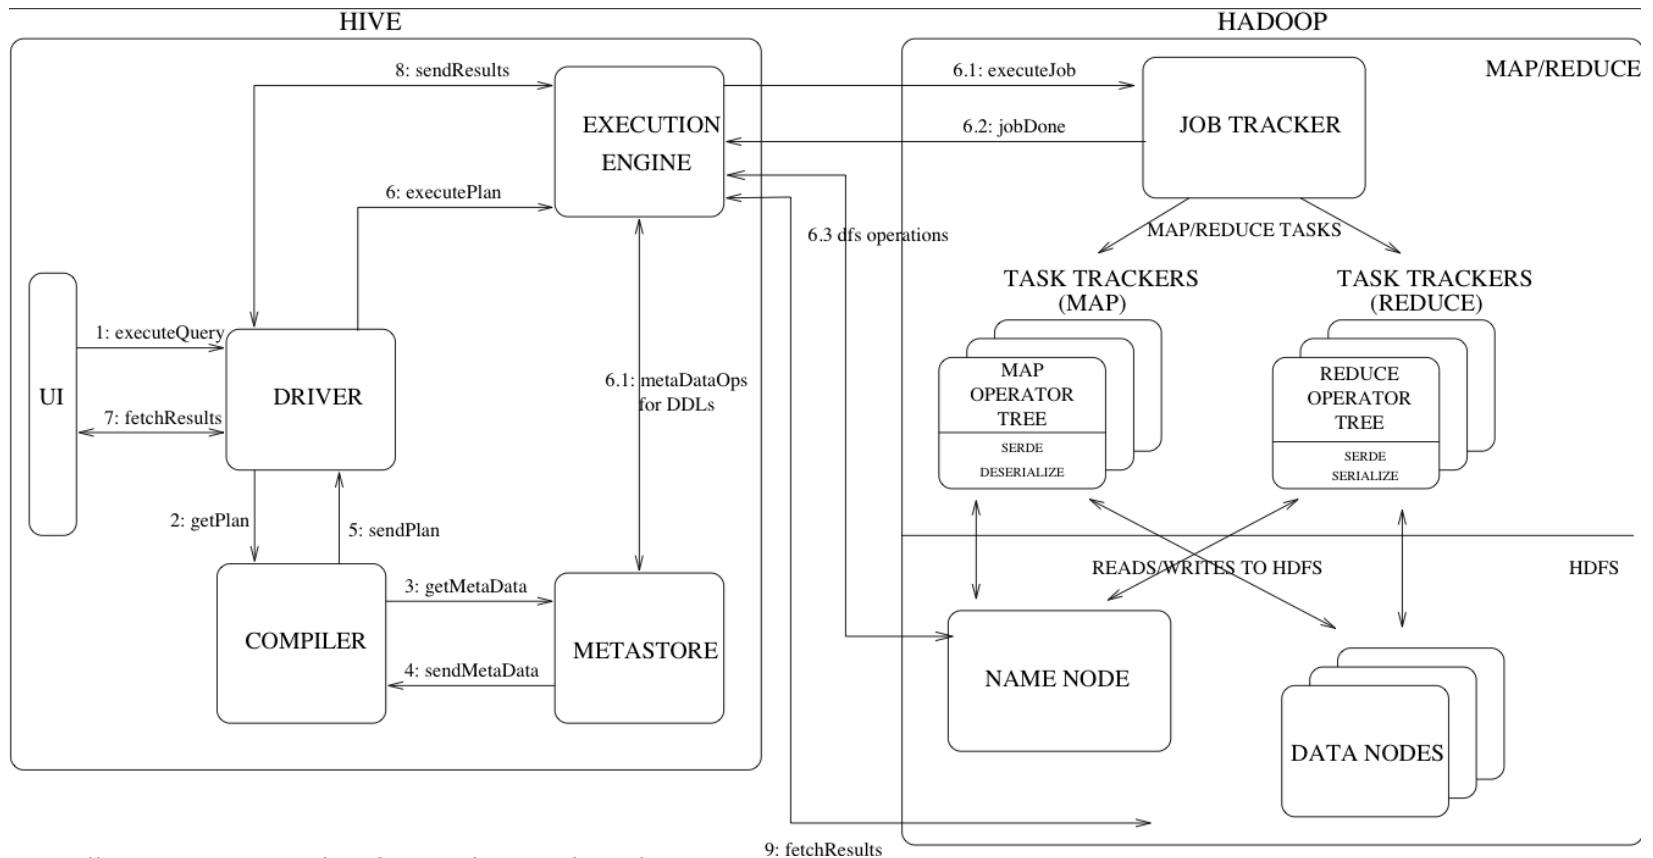 HIVE
HADOOP
MAP/REDUCE
8: sendResults
6.1: executeJob
EXECUTION
ENGINE
6.2: jobDone
JOB TRACKER
6: executePlan
6.3 dfs operations
MAP/REDUCE TASKS
TASK TRACKERS
(MAP)
TASK TRACKERS
(REDUCE)
1: executeQuery
UI
DRIVER
7: fetchResults
6.1: metaDataOps
for DDLs
MAP
OPERATOR
TREE
SERDE
DESERIALIZE
REDUCE
OPERATOR
TREE
SERDE
SERIALIZE
2: getPlan
5: sendPlan
READS/WRITES TO HDFS
HDFS
3: getMetaData
COMPILER
METASTORE
4: sendMetaData
NAME NODE
DATA NODES
9: fetchResults